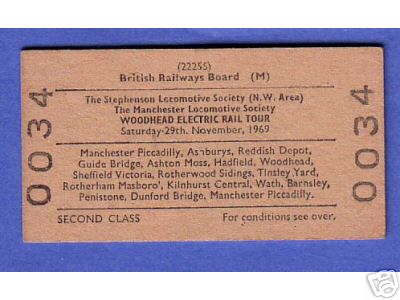 (22255)
British Railways Board (M)
The Stephenson Locomotive Society (N.W. Area)
The Manchester Locomotive Society
WOODHEAD ELECTRIC RAIL TOUR
Saturday-29th. November, 1969
Manchester Piccadilly, Ashburys, Reddish Depot,
Guide Bridge, Ashton Moss, Hadfield, Woodhead,
Sheffield Victoria, Rotherwood Sidings, Tinsley Yard,
Rotherham Masboro', Kilnhurst Central, Wath, Barnsley,
Penistone, Dunford Bridge, Manchester Piccadilly.
SECOND CLASS For conditions see over.
0034
0034
eBay